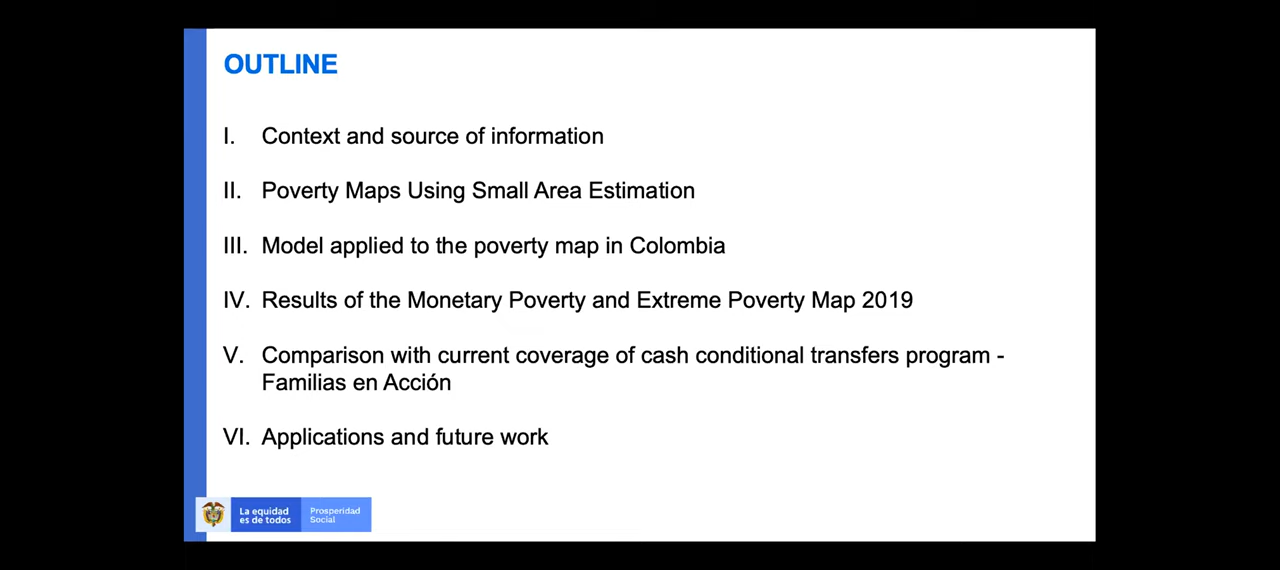 OUTLINE
I. Context and source of information
II. Poverty Maps Using Small Area Estimation
III. Model applied to the poverty map in Colombia
IV. Results of the Monetary Poverty and Extreme Poverty Map 2019
V. Comparison with current coverage of cash conditional transfers program -
Familias en Acción
VI. Applications and future work
La equidad
es de todos
Prosperidad
Social